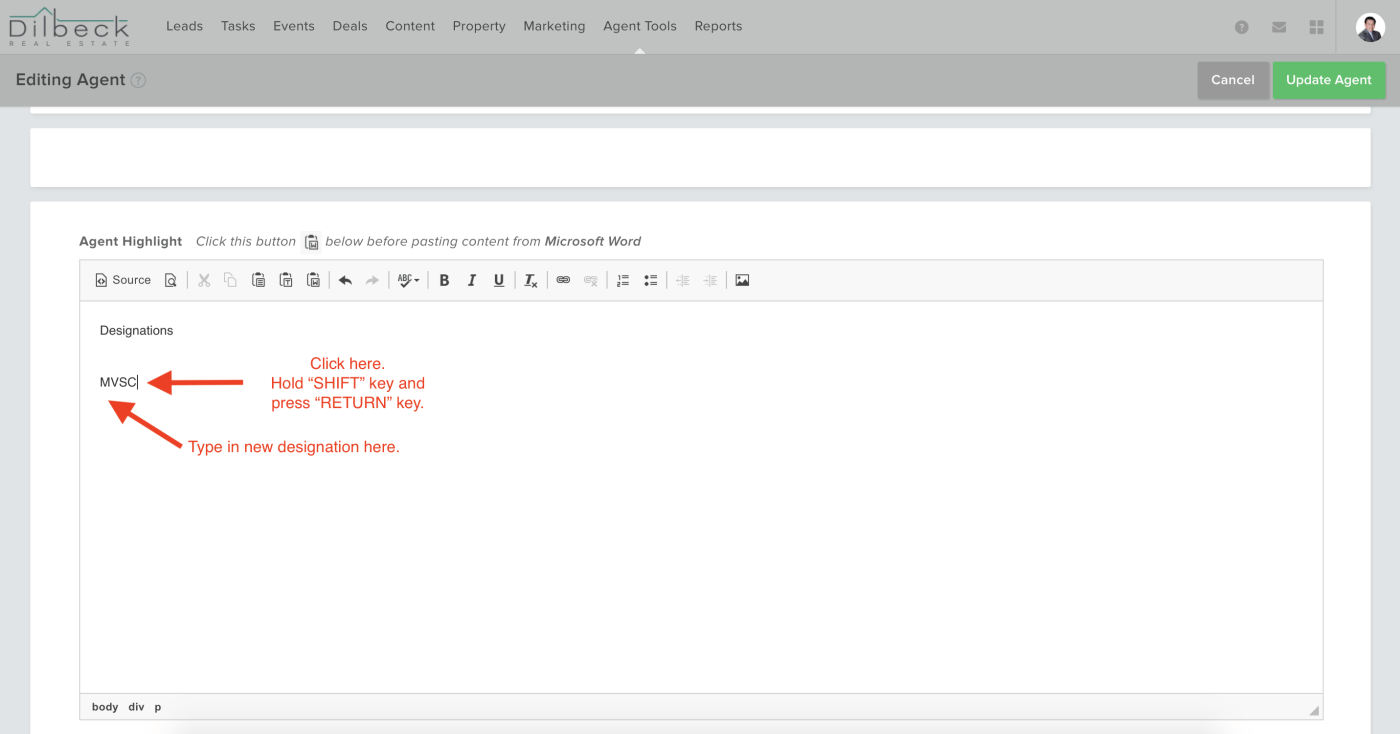 Dilbeck
REAL ESTATE
Leads Tasks Events Deals Content Property Marketing Agent Tools Reports
Editing Agent ?
Cancel
Update Agent
Agent Highlight Click this button below before pasting content from Microsoft Word
Source
ABC
B I U Tx
Designations
MVSC
Click here.
Hold “SHIFT” key and
press “RETURN” key.
Type in new designation here.
body div p